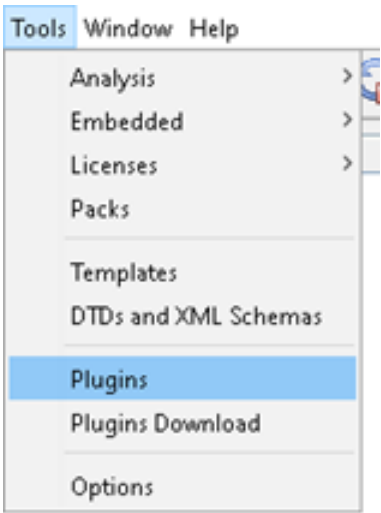 Tools Window Help
Analysis
Embedded
Licenses
Packs
Templates
DTDs and XML Schemas
Plugins
Plugins Download
Options